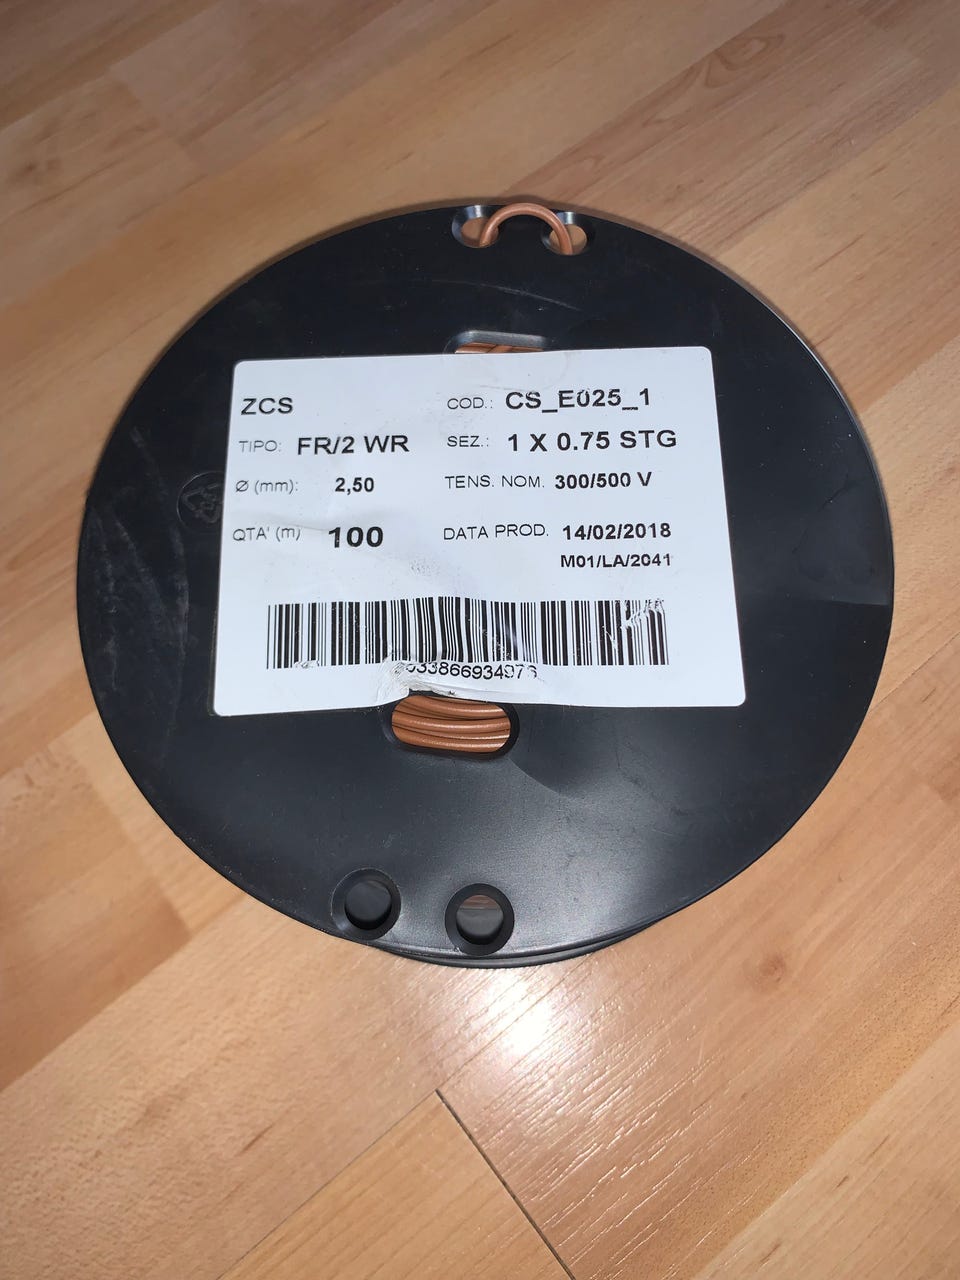 ZCS COD.: CS_E025_1
TIPO: FR/2 WR SEZ.: 1 X 0.75 STG
Ø (mm): 2,50 TENS. NOM. 300/500 V
QTA' (m) 100 DATA PROD. 14/02/2018
M01/LA/2041